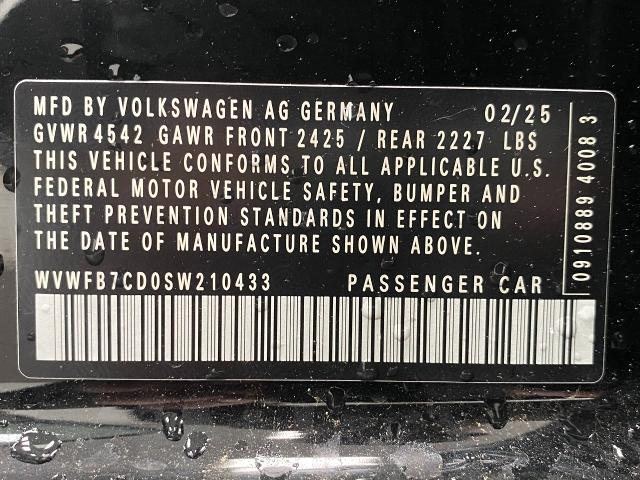 MFD BY VOLKSWAGEN AG GERMANY 02/25
GVWR 4542 GAWR FRONT 2425 / REAR 2227 LBS
THIS VEHICLE CONFORMS TO ALL APPLICABLE U.S.
FEDERAL MOTOR VEHICLE SAFETY, BUMPER AND
THEFT PREVENTION STANDARDS IN EFFECT ON
THE DATE OF MANUFACTURE SHOWN ABOVE.
WVWFB7CD0SW210433 PASSENGER CAR
0910889 4008 3